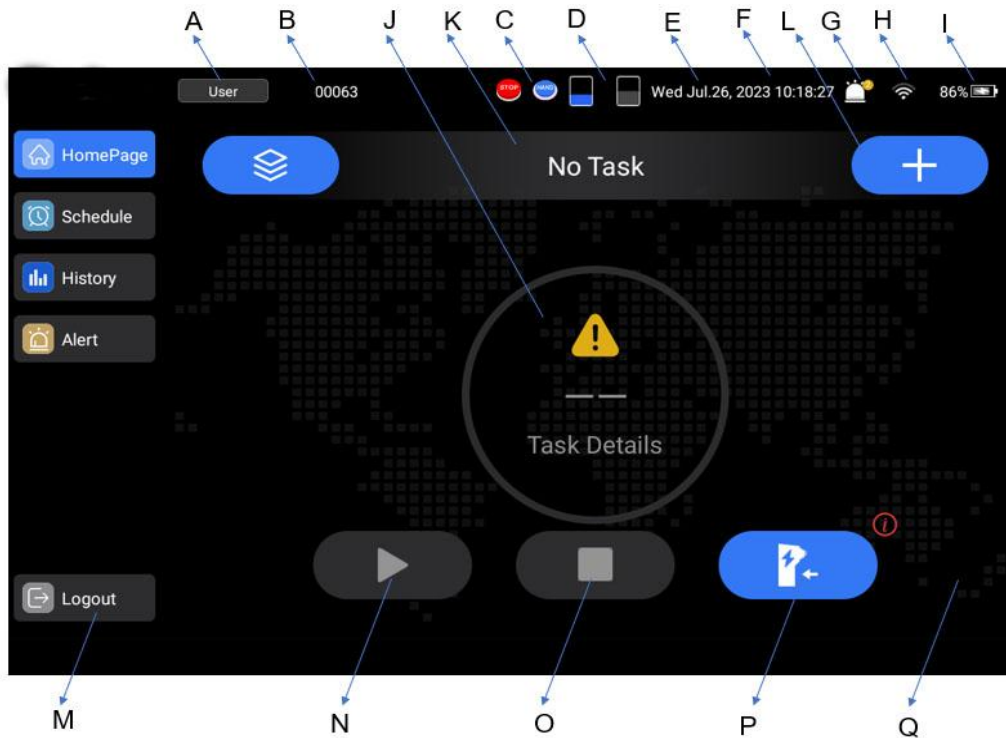 A B J K C D E F L G H I
User 00063 STOP HAND Wed Jul.26, 2023 10:18:27 86%
HomePage
No Task
Schedule
History
Alert
Task Details
i
Logout
M N O P Q